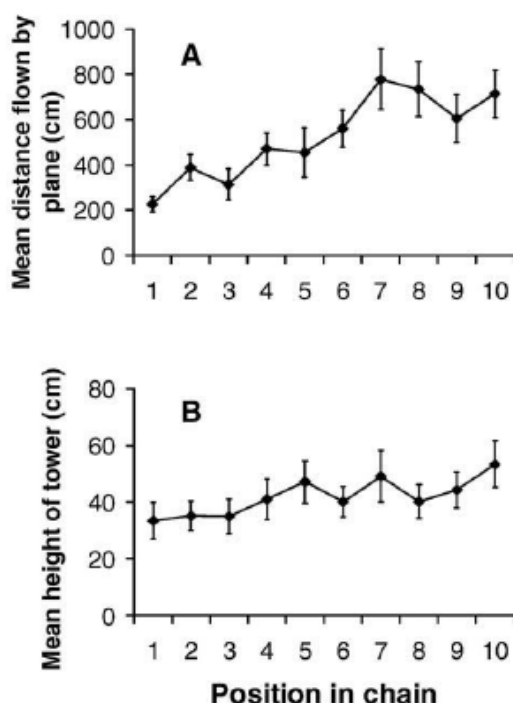 Mean distance flown by
plane (cm)
A
1000
800
600
400
200
0
1 2 3 4 5 6 7 8 9 10
Mean height of tower (cm)
B
80
60
40
20
0
1 2 3 4 5 6 7 8 9 10
Position in chain